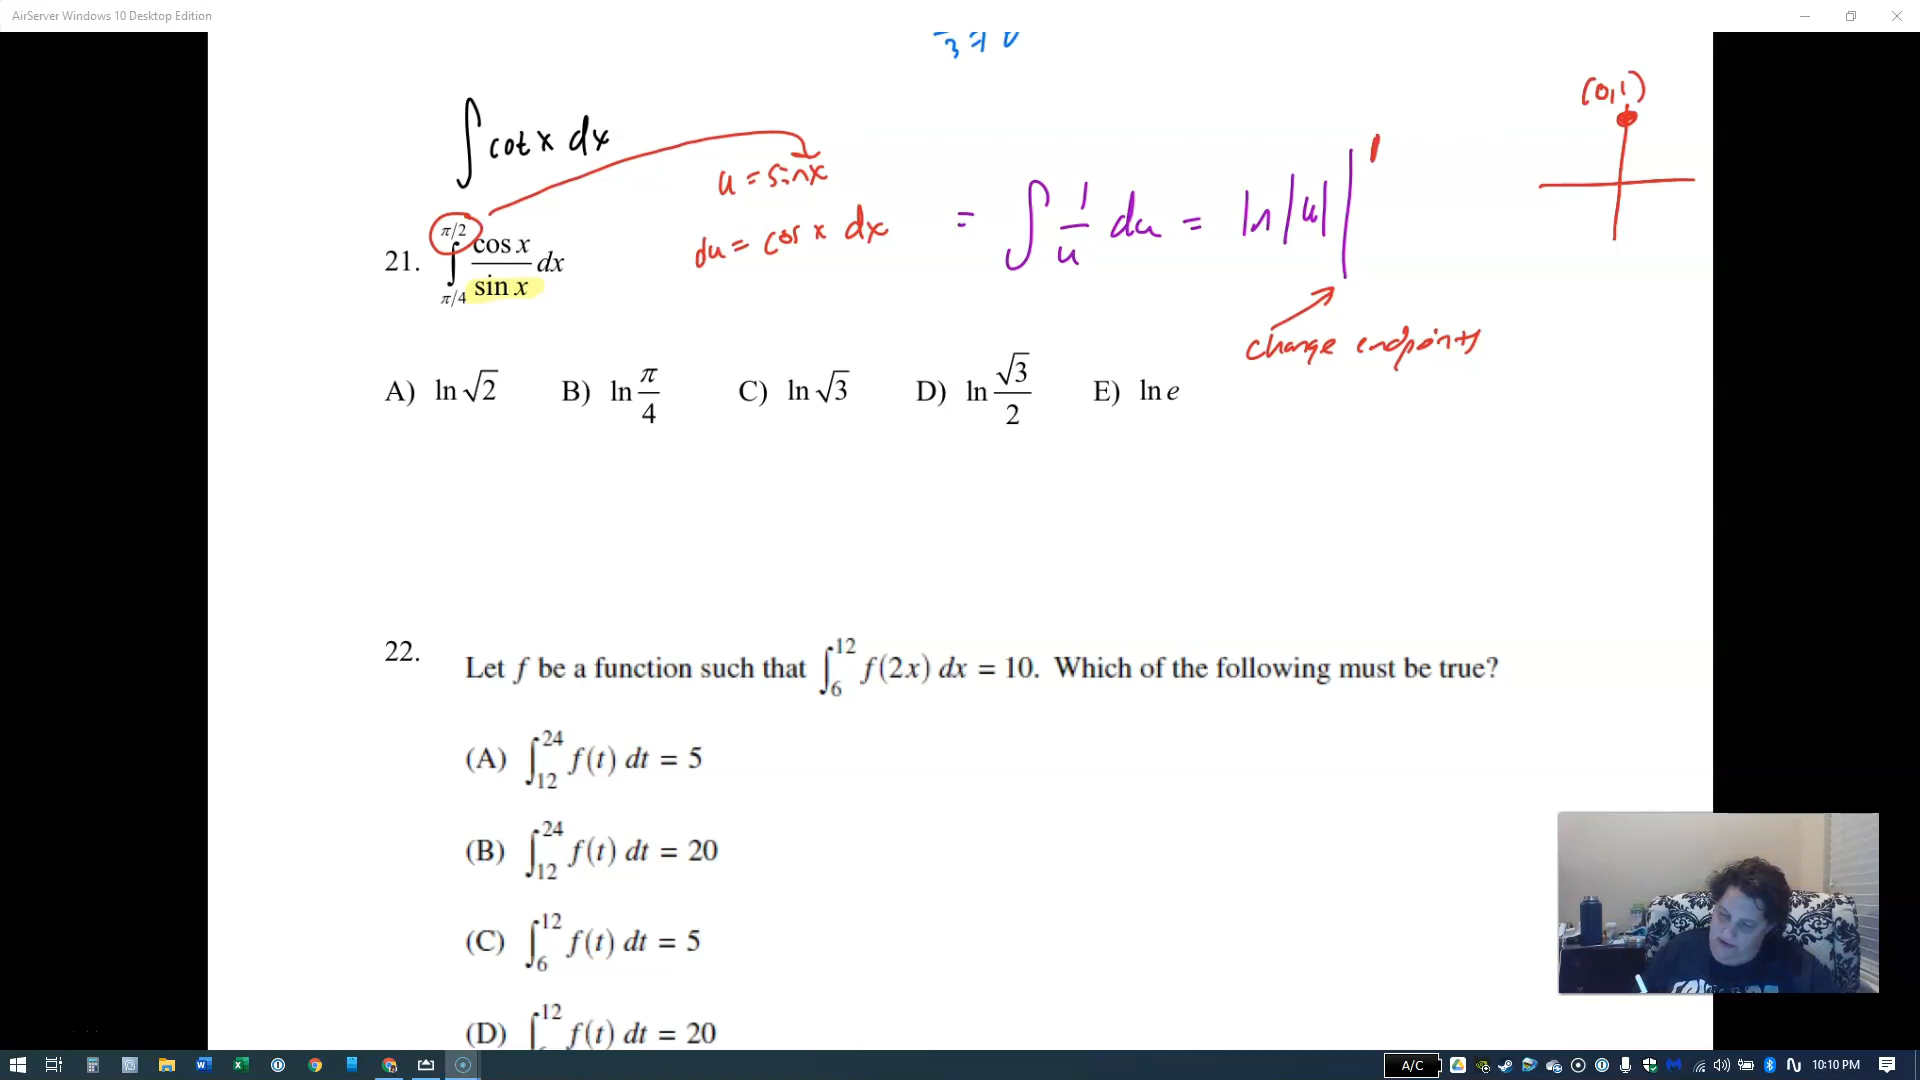 AirServer Windows 10 Desktop Edition
(0,1)
∫ cot x dx
u = sinx
du = cos x dx
= ∫ 1/u du = ln|u| | 1
change endpoints
21. ∫_{π/4}^{π/2} cos x / sin x dx
A) ln √2 B) ln π/4 C) ln √3 D) ln √3/2 E) ln e
22. Let f be a function such that ∫_6^12 f(2x) dx = 10. Which of the following must be true?
(A) ∫_12^24 f(t) dt = 5
(B) ∫_12^24 f(t) dt = 20
(C) ∫_6^12 f(t) dt = 5
(D) ∫^12 f(t) dt = 20
A/C 10:10 PM